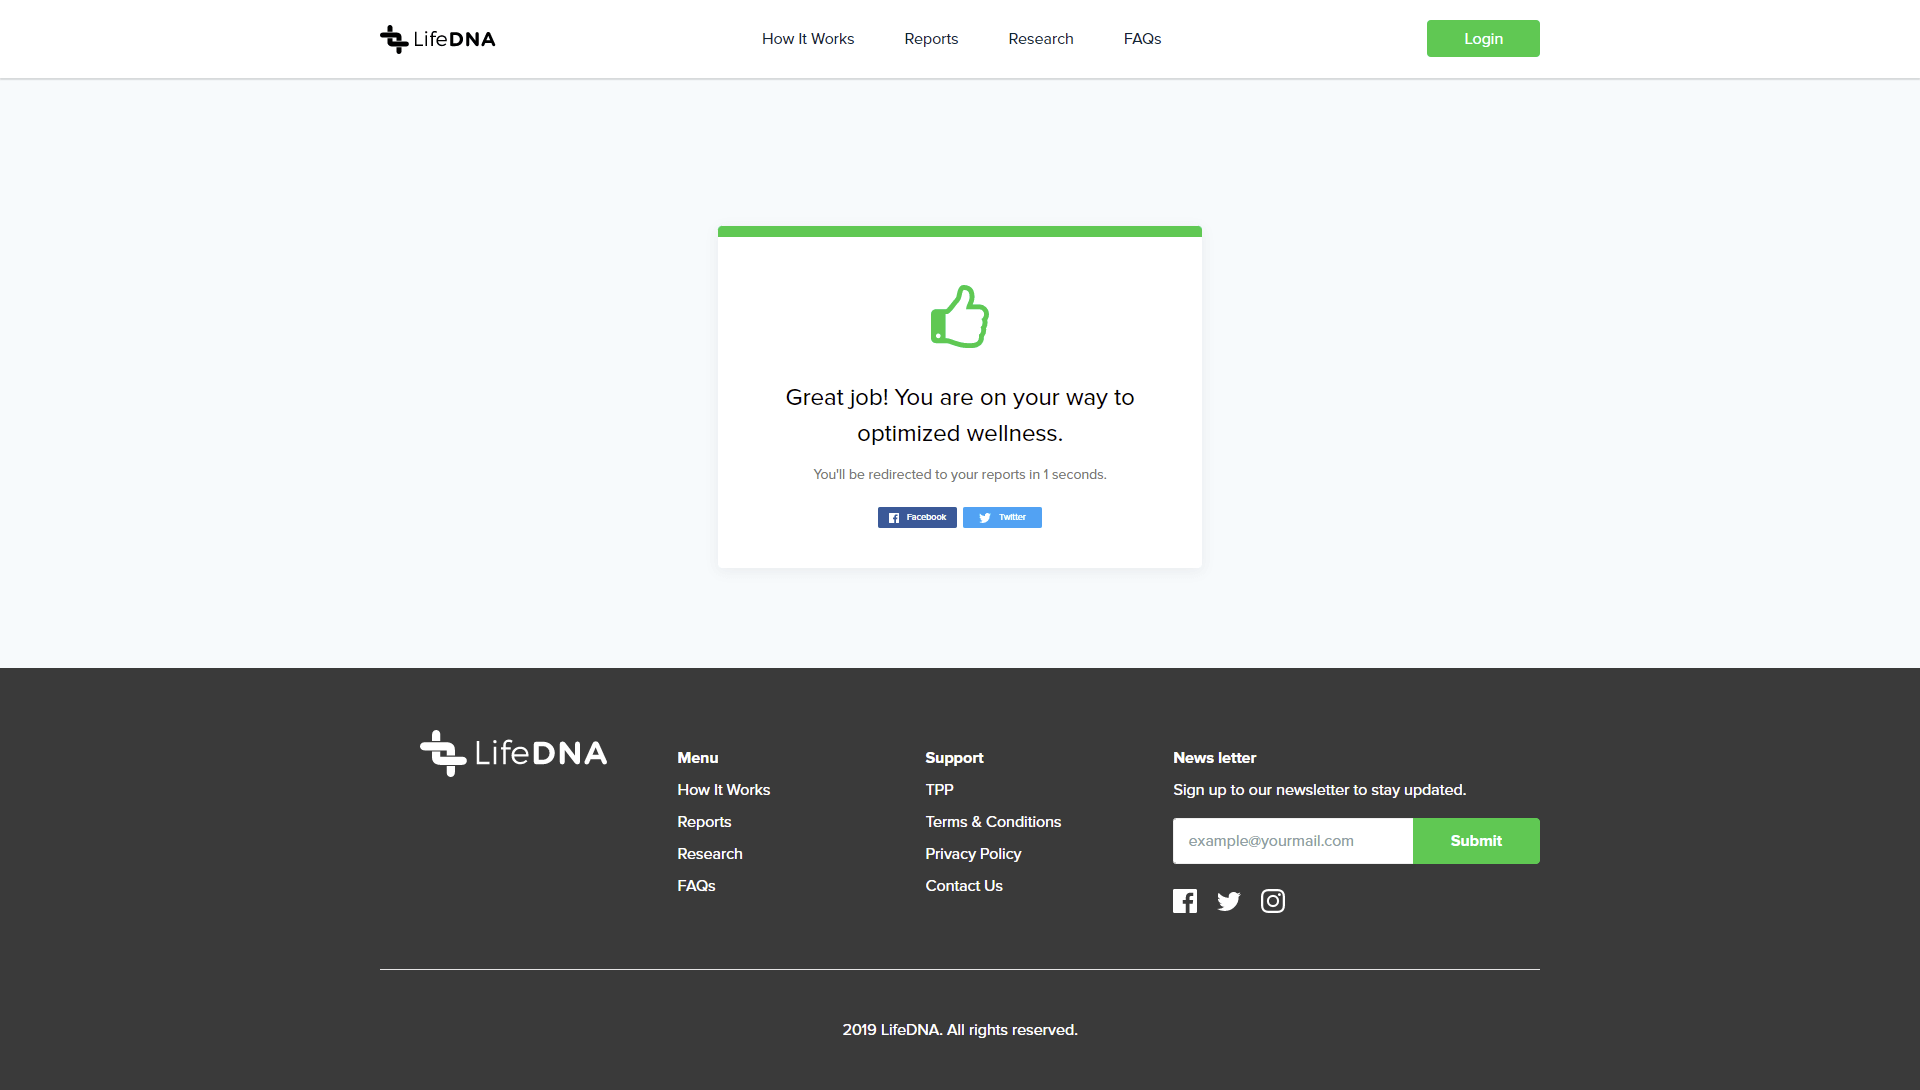 LifeDNA
How It Works
Reports
Research
FAQs
Login
Great job! You are on your way to
optimized wellness.
You'll be redirected to your reports in 1 seconds.
Facebook
Twitter
LifeDNA
Menu
How It Works
Reports
Research
FAQs
Support
TPP
Terms & Conditions
Privacy Policy
Contact Us
News letter
Sign up to our newsletter to stay updated.
example@yourmail.com
Submit
2019 LifeDNA. All rights reserved.